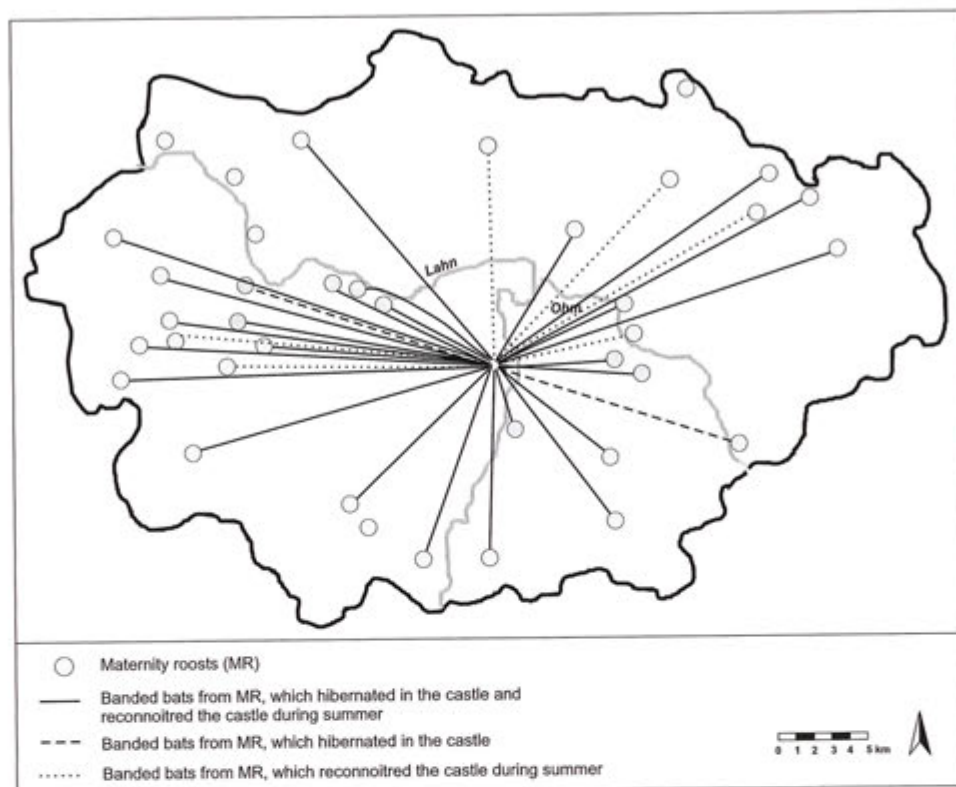 Lahn
Ohm
Maternity roosts (MR)
Banded bats from MR, which hibernated in the castle and
reconnoitred the castle during summer
Banded bats from MR, which hibernated in the castle
Banded bats from MR, which reconnoitred the castle during summer
0 1 2 3 4 5 km